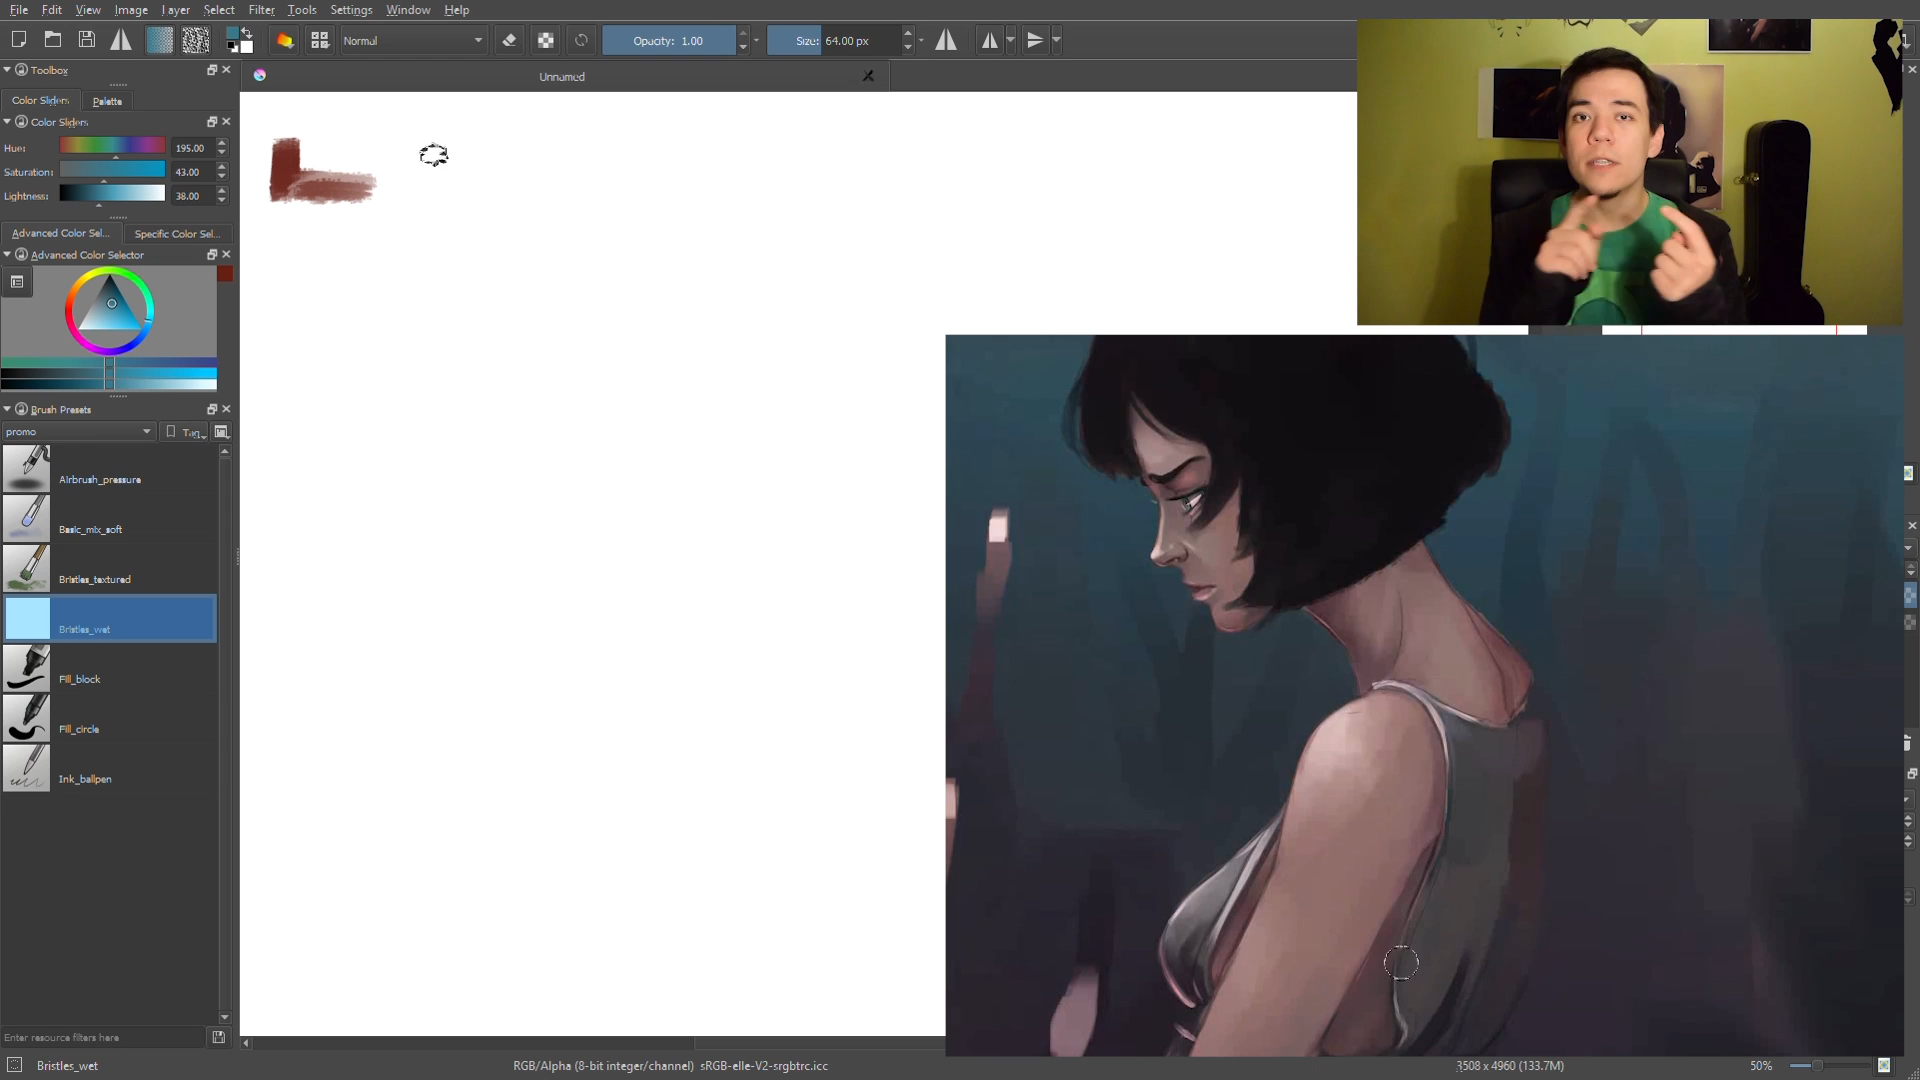 File Edit View Image Layer Select Filter Tools Settings Window Help
Normal Opacity: 1.00 Size: 64.00 px
Toolbox
Unnamed
Color Sliders Palette
Color Sliders
Hue: 195.00
Saturation: 43.00
Lightness: 38.00
Advanced Color Sel... Specific Color Sel...
Advanced Color Selector
Brush Presets
promo Tag
Airbrush_pressure
Basic_mix_soft
Bristles_textured
Bristles_wet
Fill_block
Fill_circle
Ink_ballpen
Enter resource filters here
Bristles_wet RGB/Alpha (8-bit integer/channel) sRGB-elle-V2-srgbtrc.icc 3508 x 4960 (133.7M) 50%